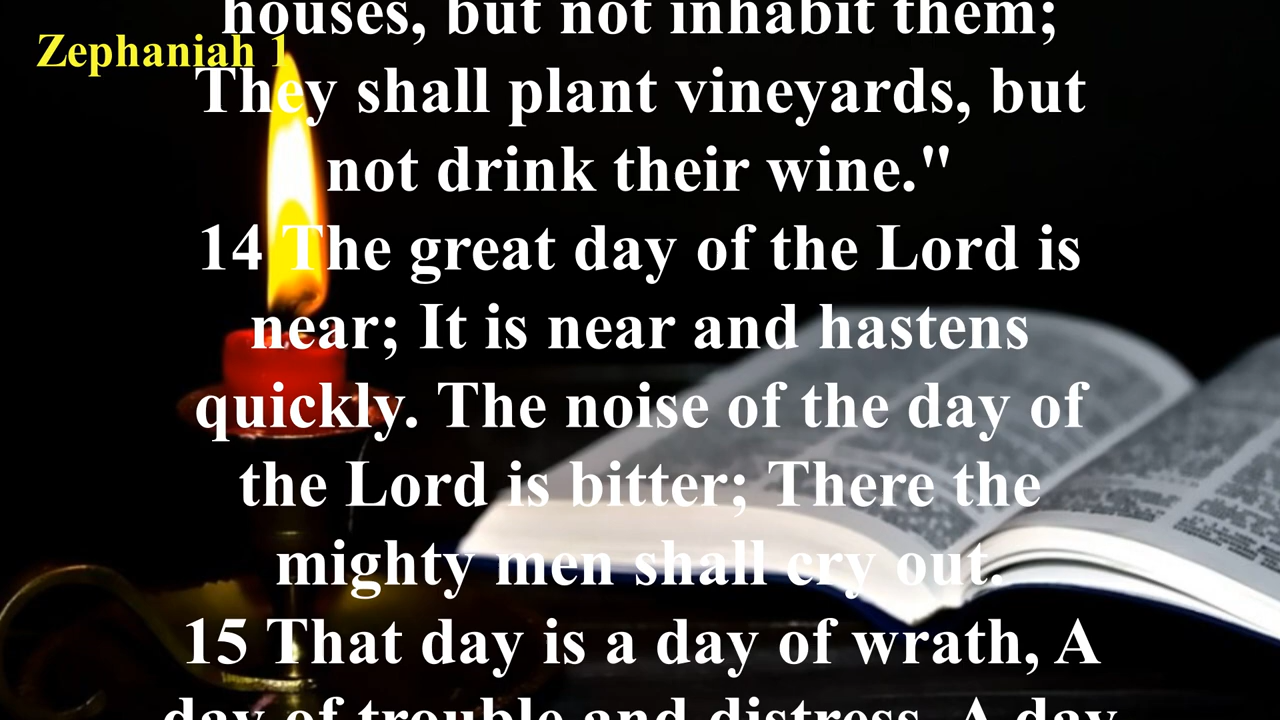 houses, but not inhabit them;
Zephaniah 1
They shall plant vineyards, but
not drink their wine."
14 The great day of the Lord is
near; It is near and hastens
quickly. The noise of the day of
the Lord is bitter; There the
mighty men shall cry out.
15 That day is a day of wrath, A
day of trouble and distress, A day